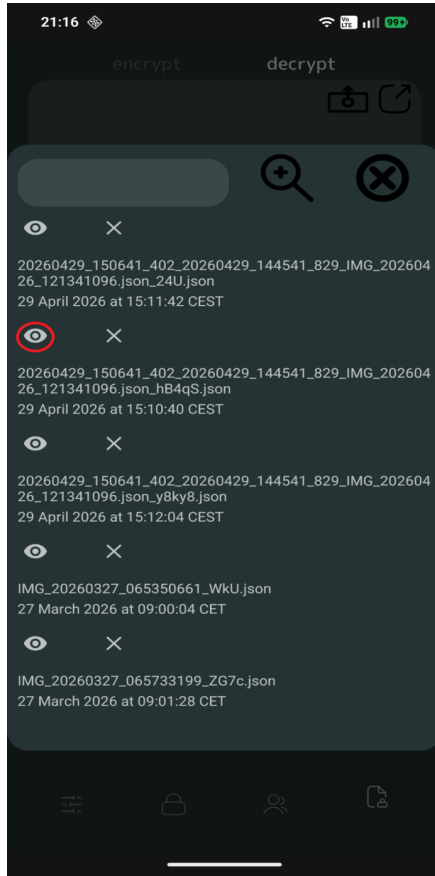 21:16
Vo
LTE
99+
encrypt decrypt
20260429_150641_402_20260429_144541_829_IMG_202604
26_121341096.json_24U.json
29 April 2026 at 15:11:42 CEST
20260429_150641_402_20260429_144541_829_IMG_202604
26_121341096.json_hB4qS.json
29 April 2026 at 15:10:40 CEST
20260429_150641_402_20260429_144541_829_IMG_202604
26_121341096.json_y8ky8.json
29 April 2026 at 15:12:04 CEST
IMG_20260327_065350661_WkU.json
27 March 2026 at 09:00:04 CET
IMG_20260327_065733199_ZG7c.json
27 March 2026 at 09:01:28 CET